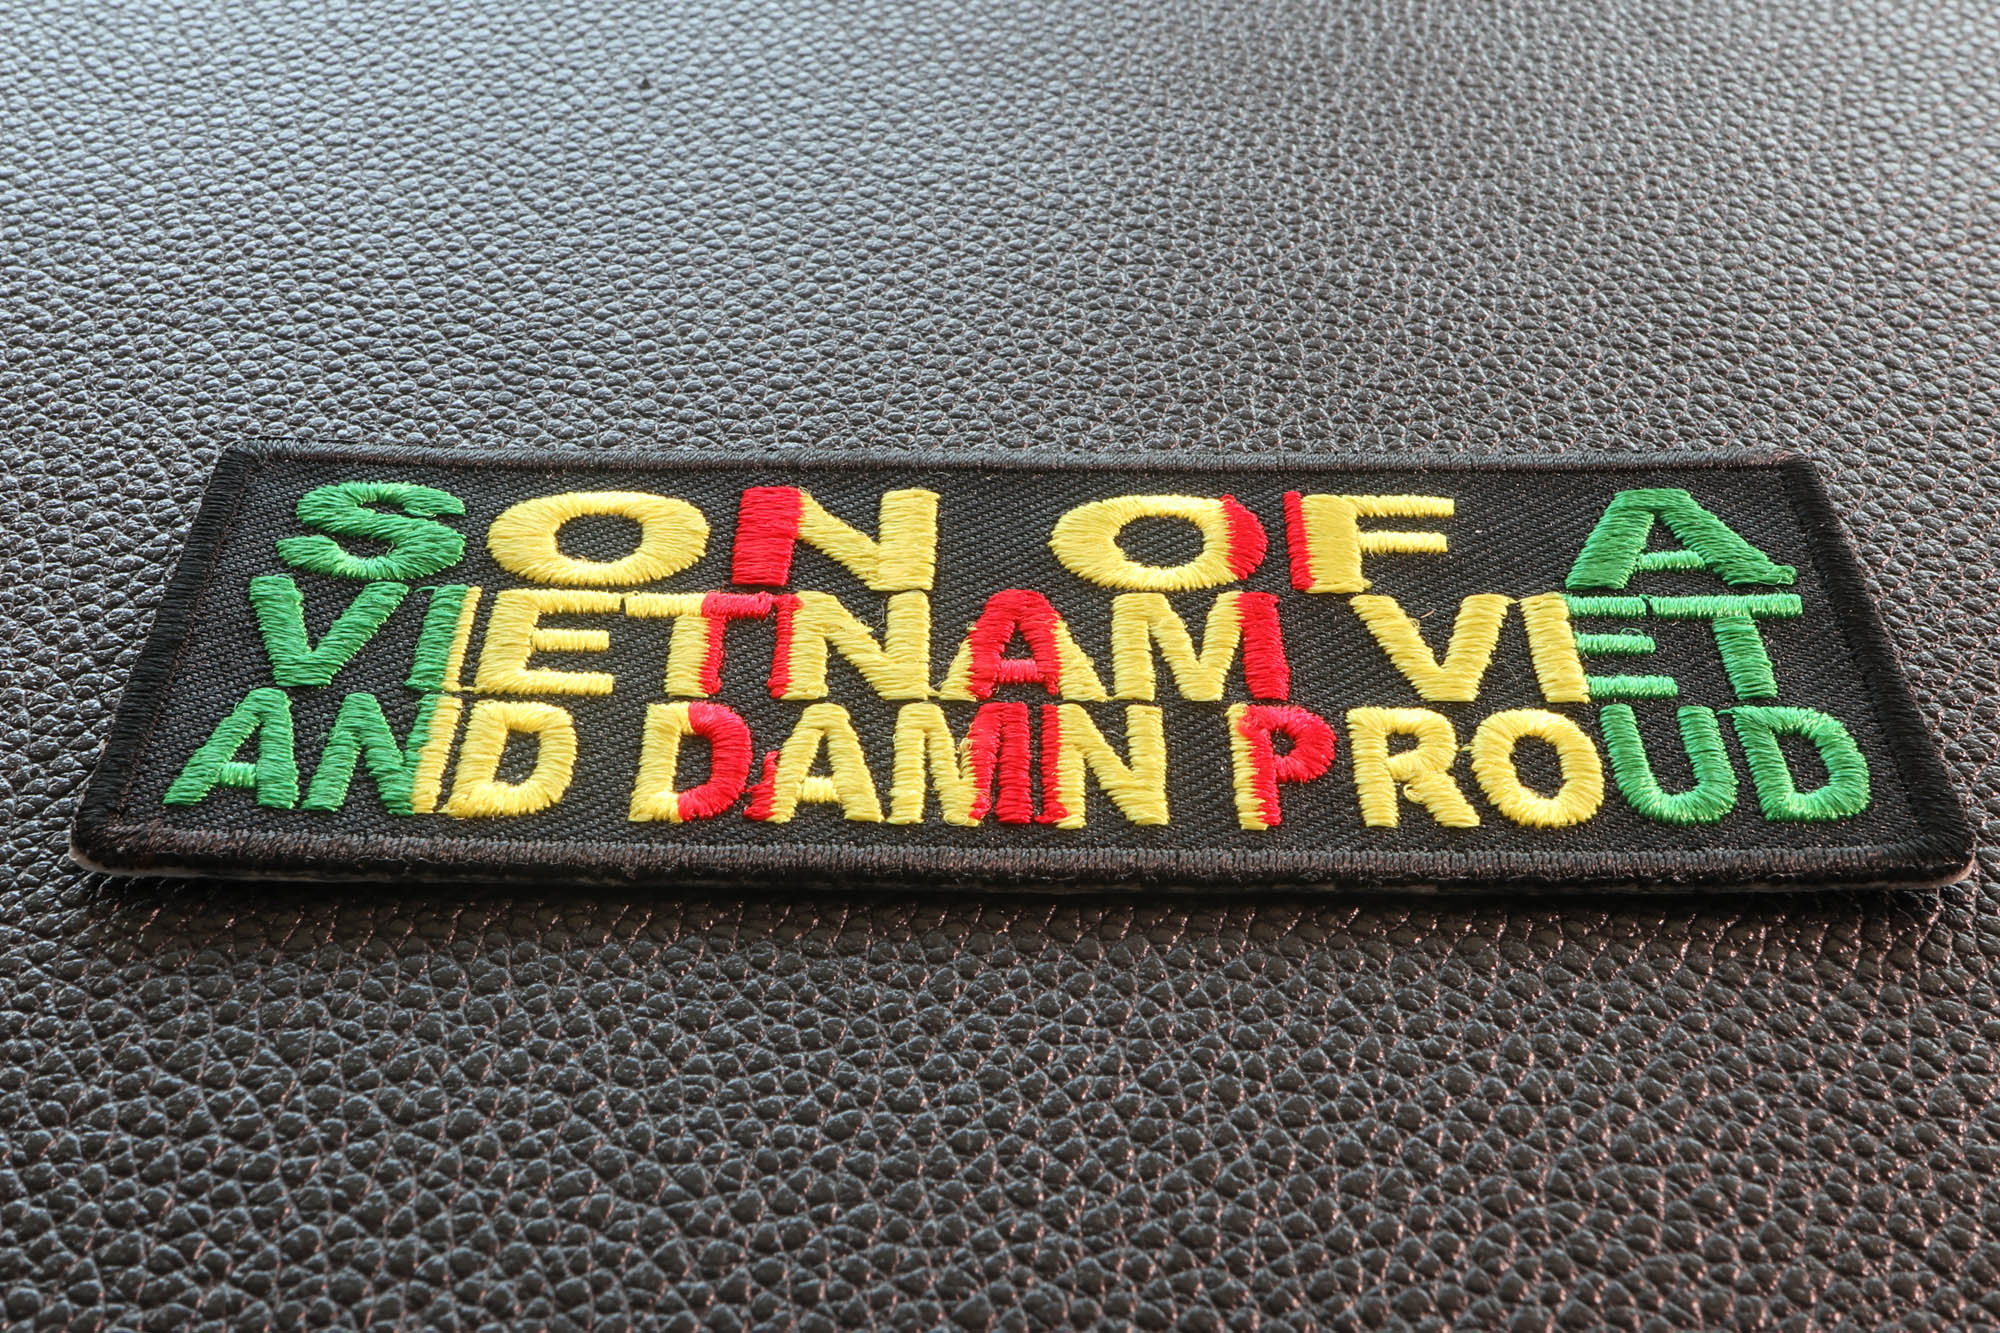 SON OF A
VIETNAM VET
AND DAMN PROUD